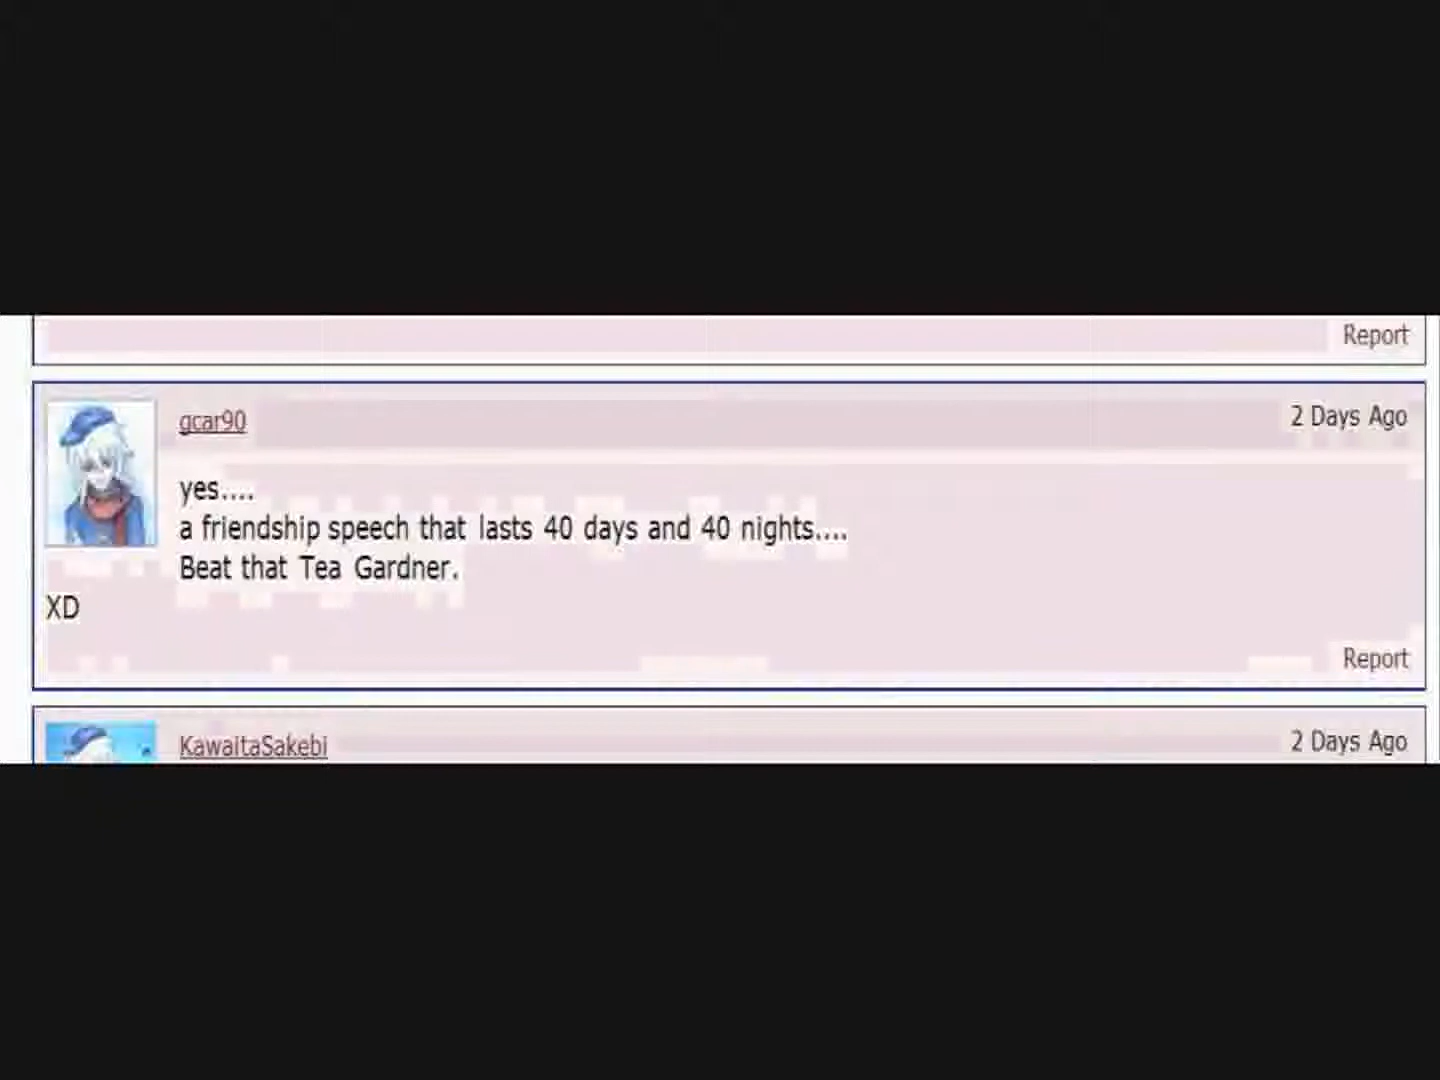 Report
gcar90
2 Days Ago
yes....
a friendship speech that lasts 40 days and 40 nights....
Beat that Tea Gardner.
XD
Report
KawaitaSakebi
2 Days Ago